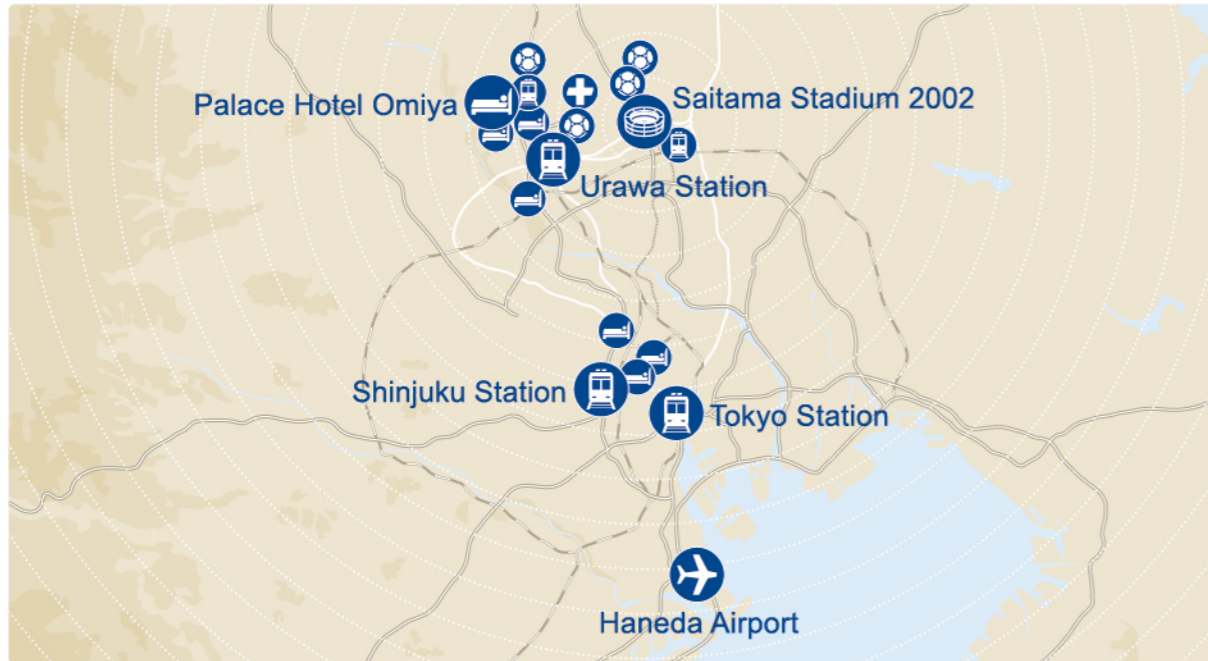 Palace Hotel Omiya
Saitama Stadium 2002
Urawa Station
Shinjuku Station
Tokyo Station
Haneda Airport